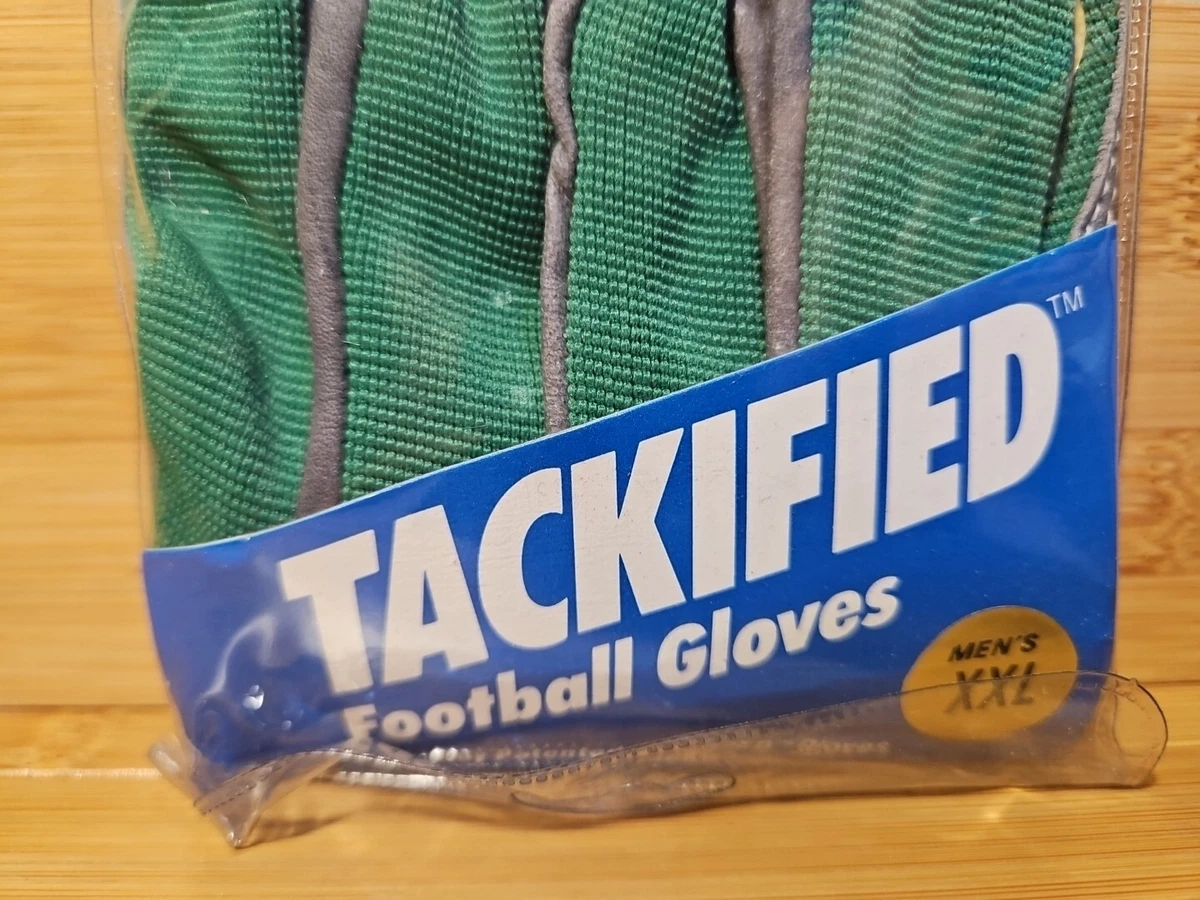 TACKIFIED™
Football Gloves
MEN'S
XXL